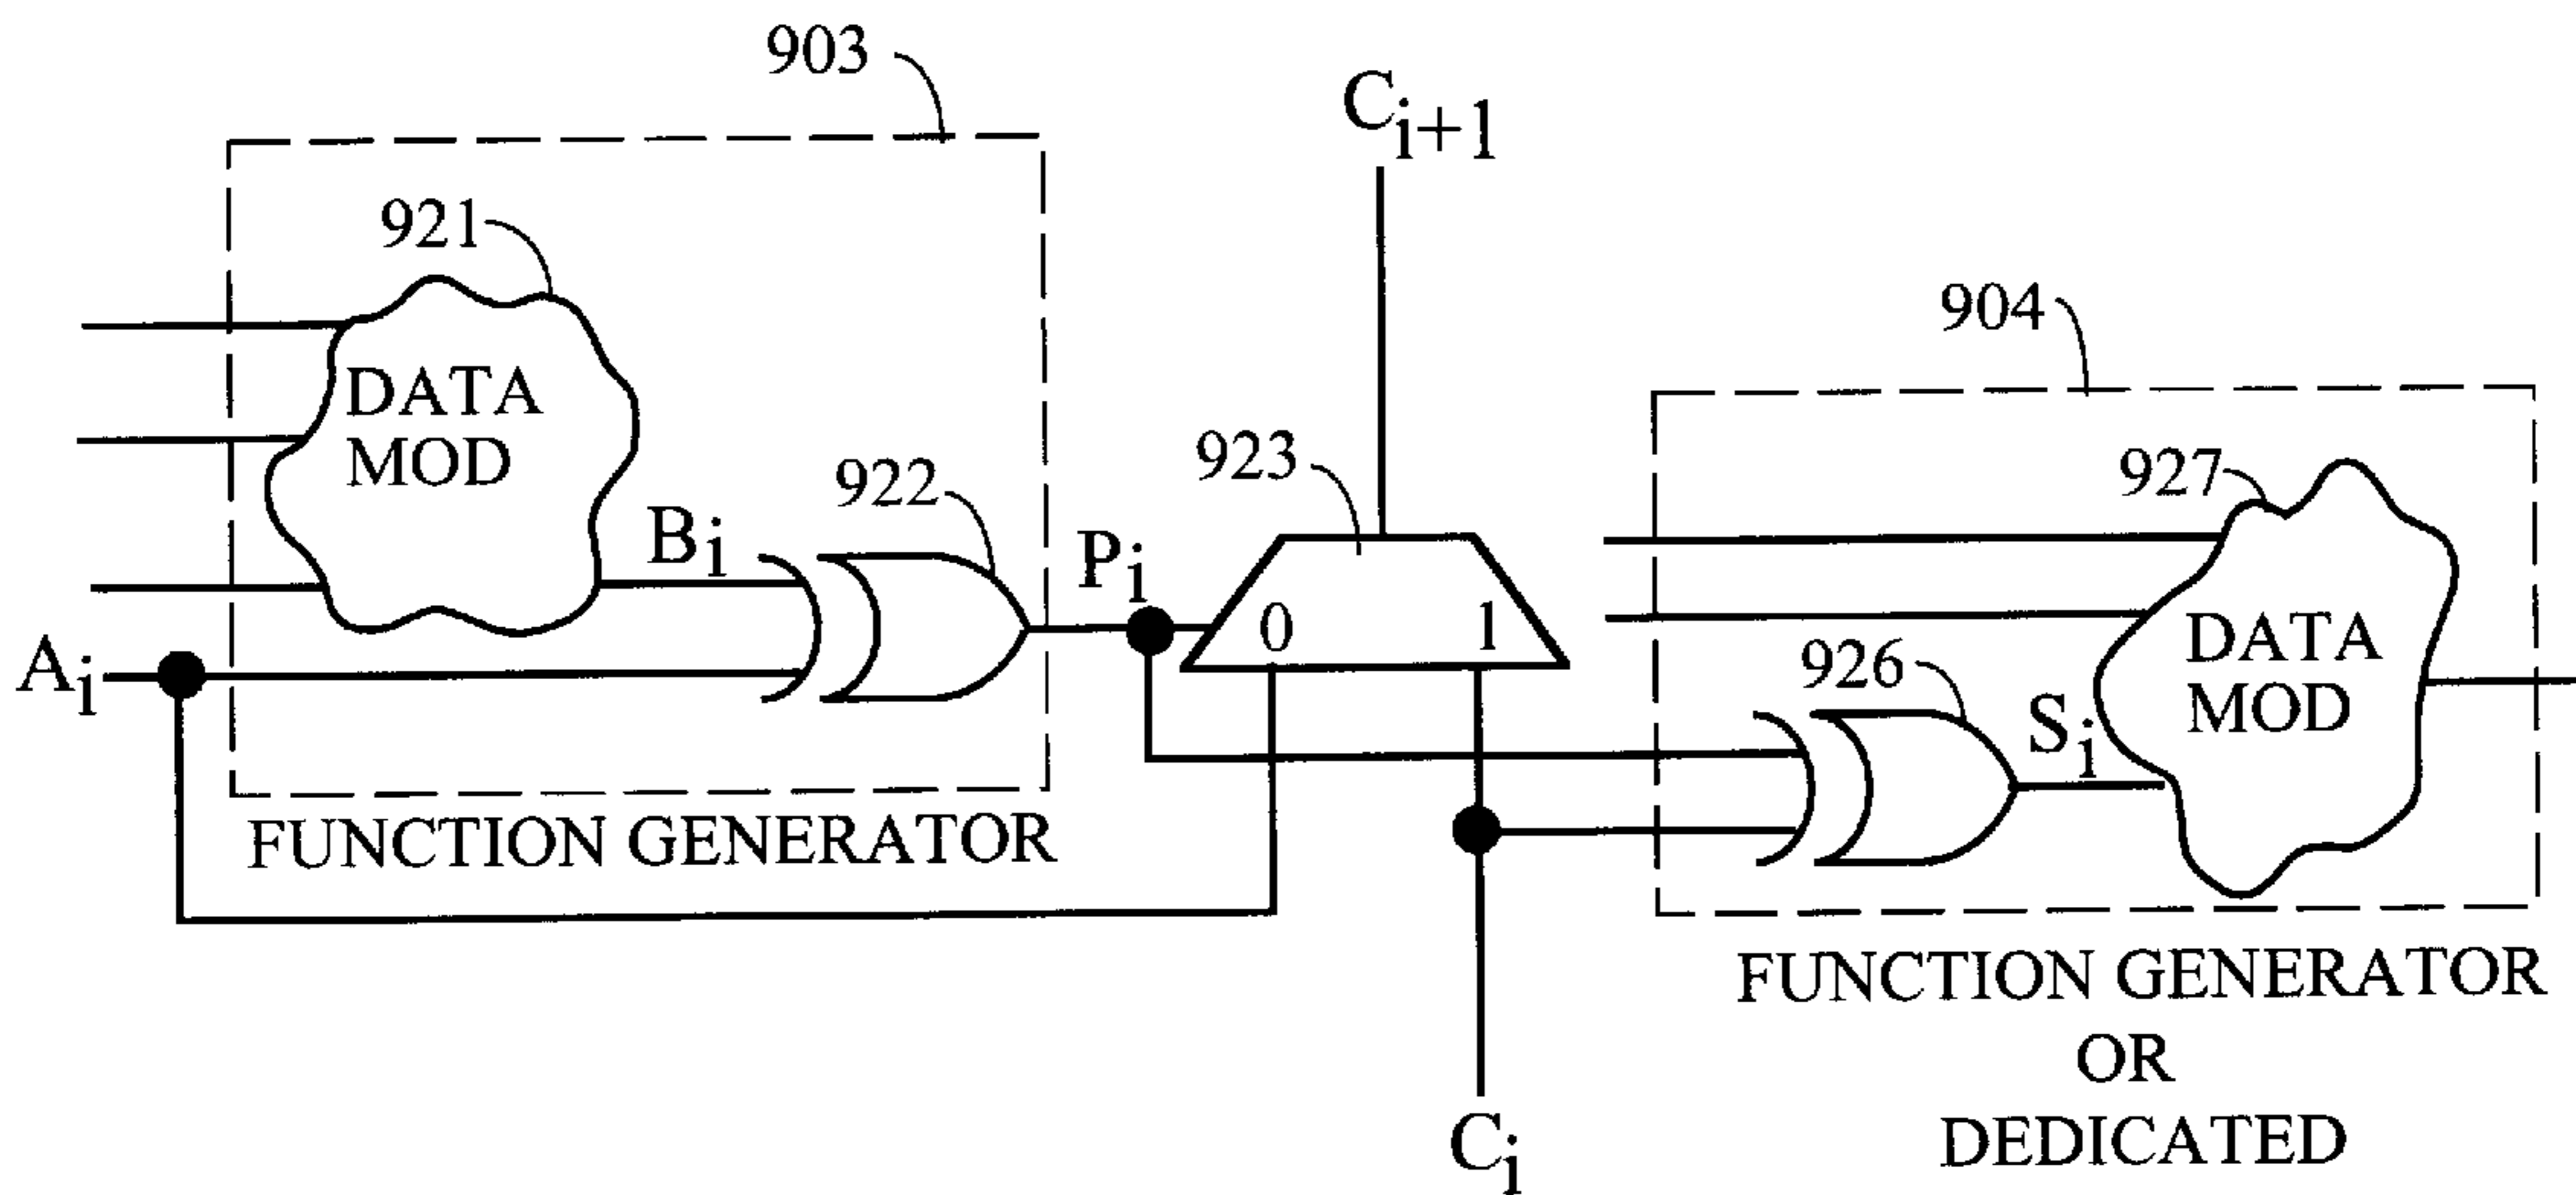 903
C_{i+1}
921
904
DATA
MOD
923
927
922
B_i
P_i
0
1
DATA
MOD
926
A_i
S_i
FUNCTION GENERATOR
FUNCTION GENERATOR
OR
DEDICATED
C_i